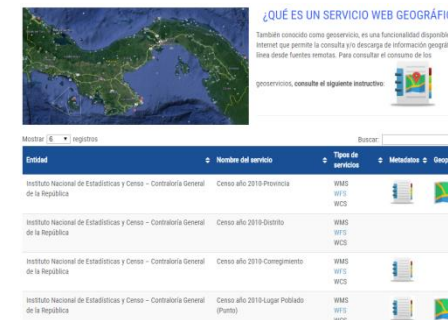 ¿QUÉ ES UN SERVICIO WEB GEOGRÁFIC
También conocido como geoservicio, es una funcionalidad disponible
Internet que permite la consulta y/o descarga de información geográ
línea desde fuentes remotas. Para consultar el consumo de los
geoservicios, consulte el siguiente instructivo:
Mostrar 6 registros
Buscar:
Entidad Nombre del servicio Tipos de servicios Metadatos Geop
Instituto Nacional de Estadísticas y Censo – Contraloría General Censo año 2010-Provincia WMS
de la República WFS
WCS
Instituto Nacional de Estadísticas y Censo – Contraloría General Censo año 2010-Distrito WMS
de la República WFS
WCS
Instituto Nacional de Estadísticas y Censo – Contraloría General Censo año 2010-Corregimiento WMS
de la República WFS
WCS
Instituto Nacional de Estadísticas y Censo – Contraloría General Censo año 2010-Lugar Poblado WMS
de la República (Punto) WFS
WCS